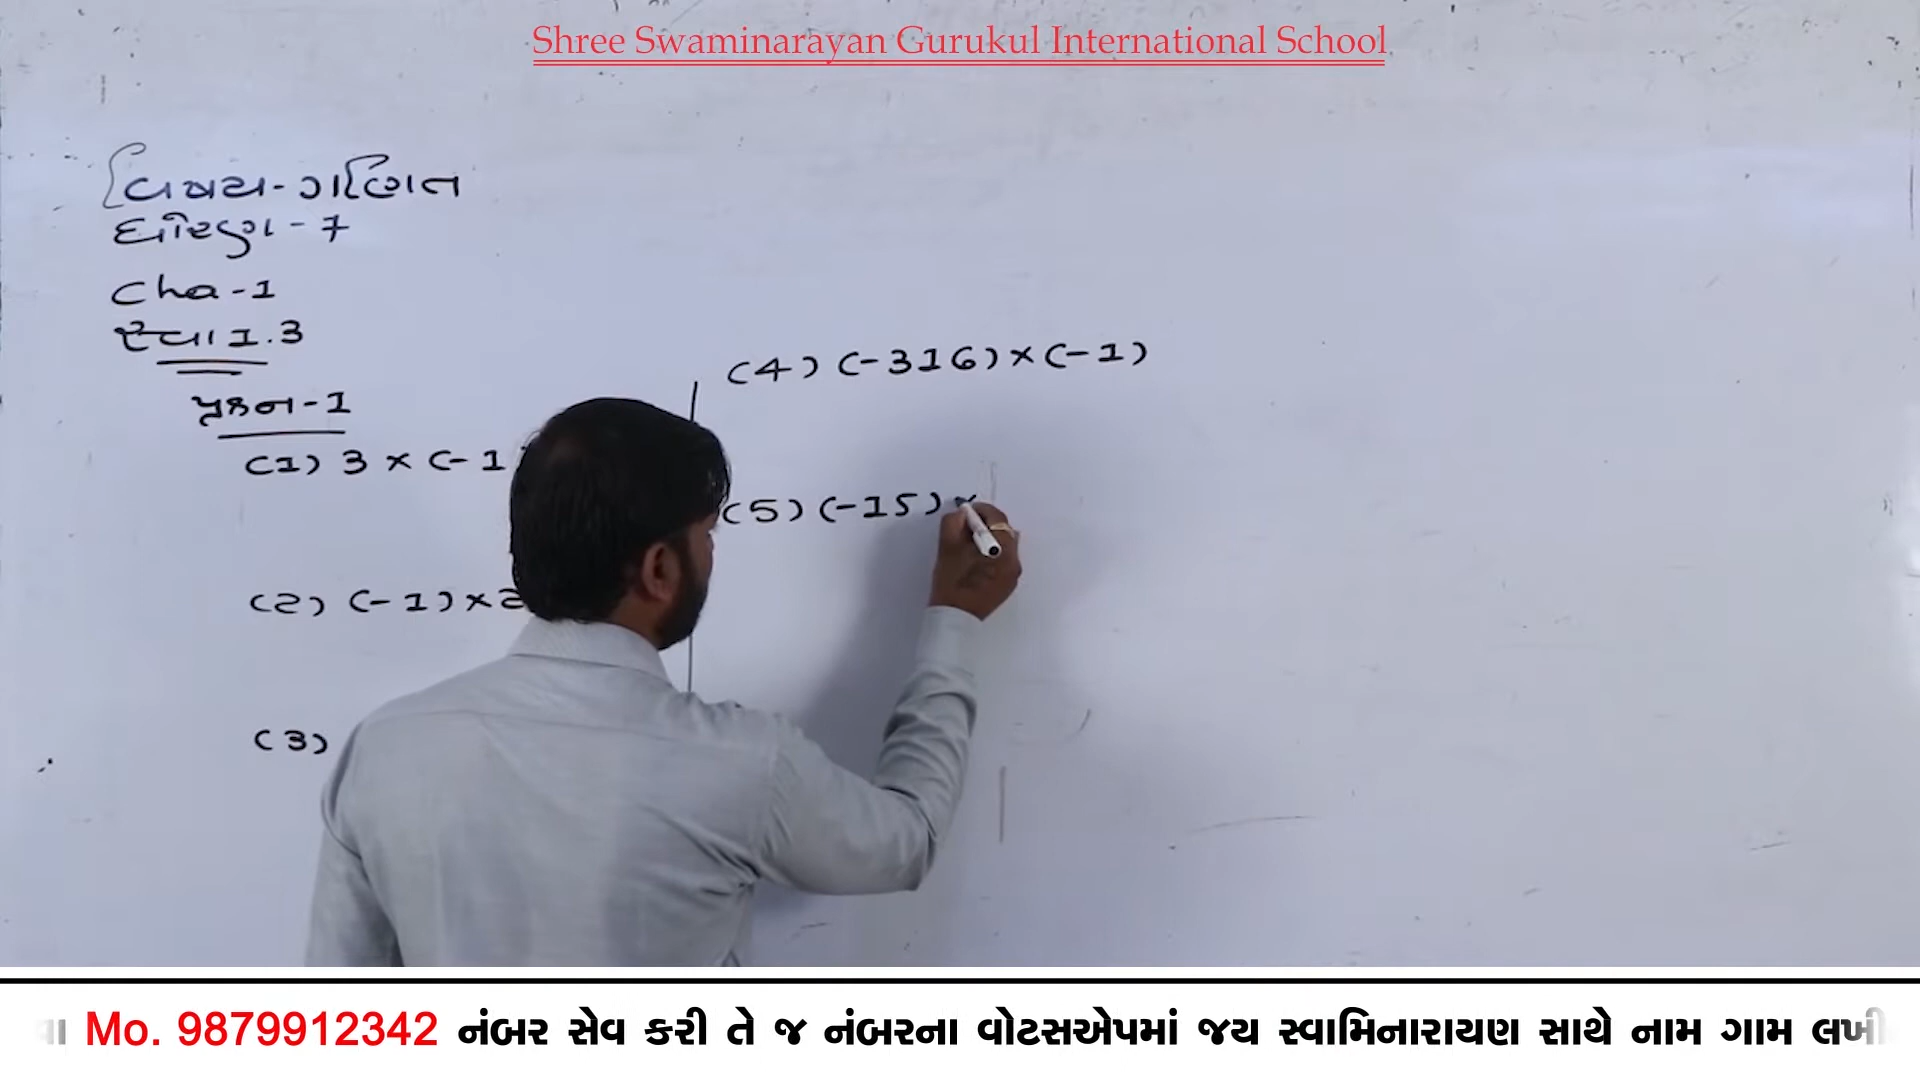 Shree Swaminarayan Gurukul International School
વિષય - ગણિત
ધોરણ - 7
Cha - 1
સ્વા 1.3
પ્રશ્ન - 1
(1) 3 × (- 1
(2) (- 1) × 2
(3)
(4) (- 316) × (- 1)
(5) (- 15) ×
Mo. 9879912342 નંબર સેવ કરી તે જ નંબરના વોટસએપમાં જય સ્વામિનારાયણ સાથે નામ ગામ લખી